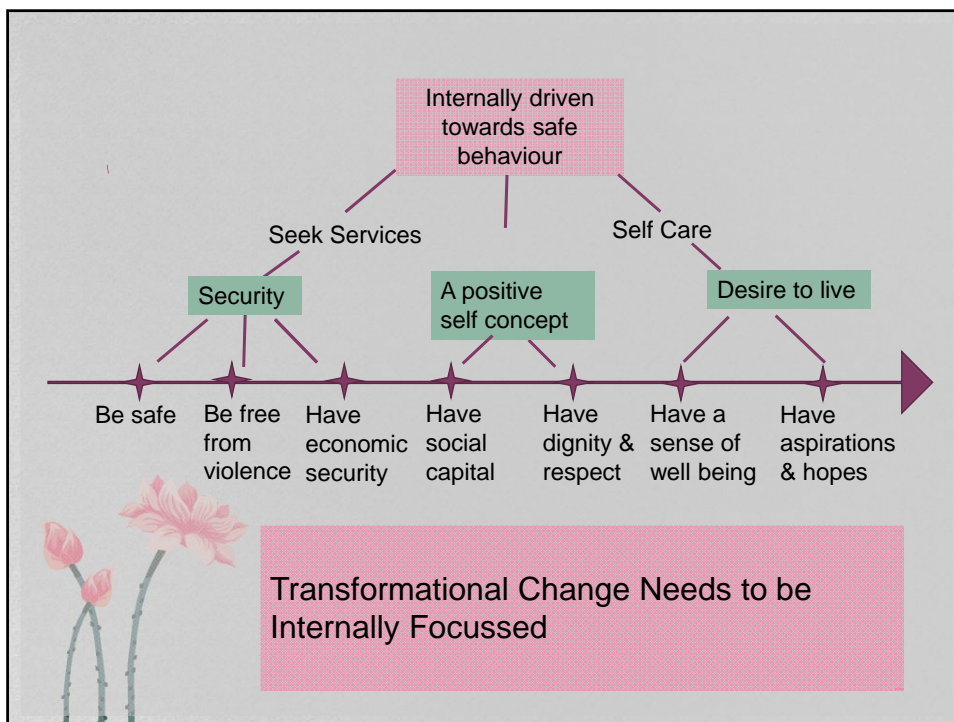 Internally driven
towards safe
behaviour
Seek Services
Self Care
Security
A positive
self concept
Desire to live
Be safe
Be free
from
violence
Have
economic
security
Have
social
capital
Have
dignity &
respect
Have a
sense of
well being
Have
aspirations
& hopes
Transformational Change Needs to be
Internally Focussed